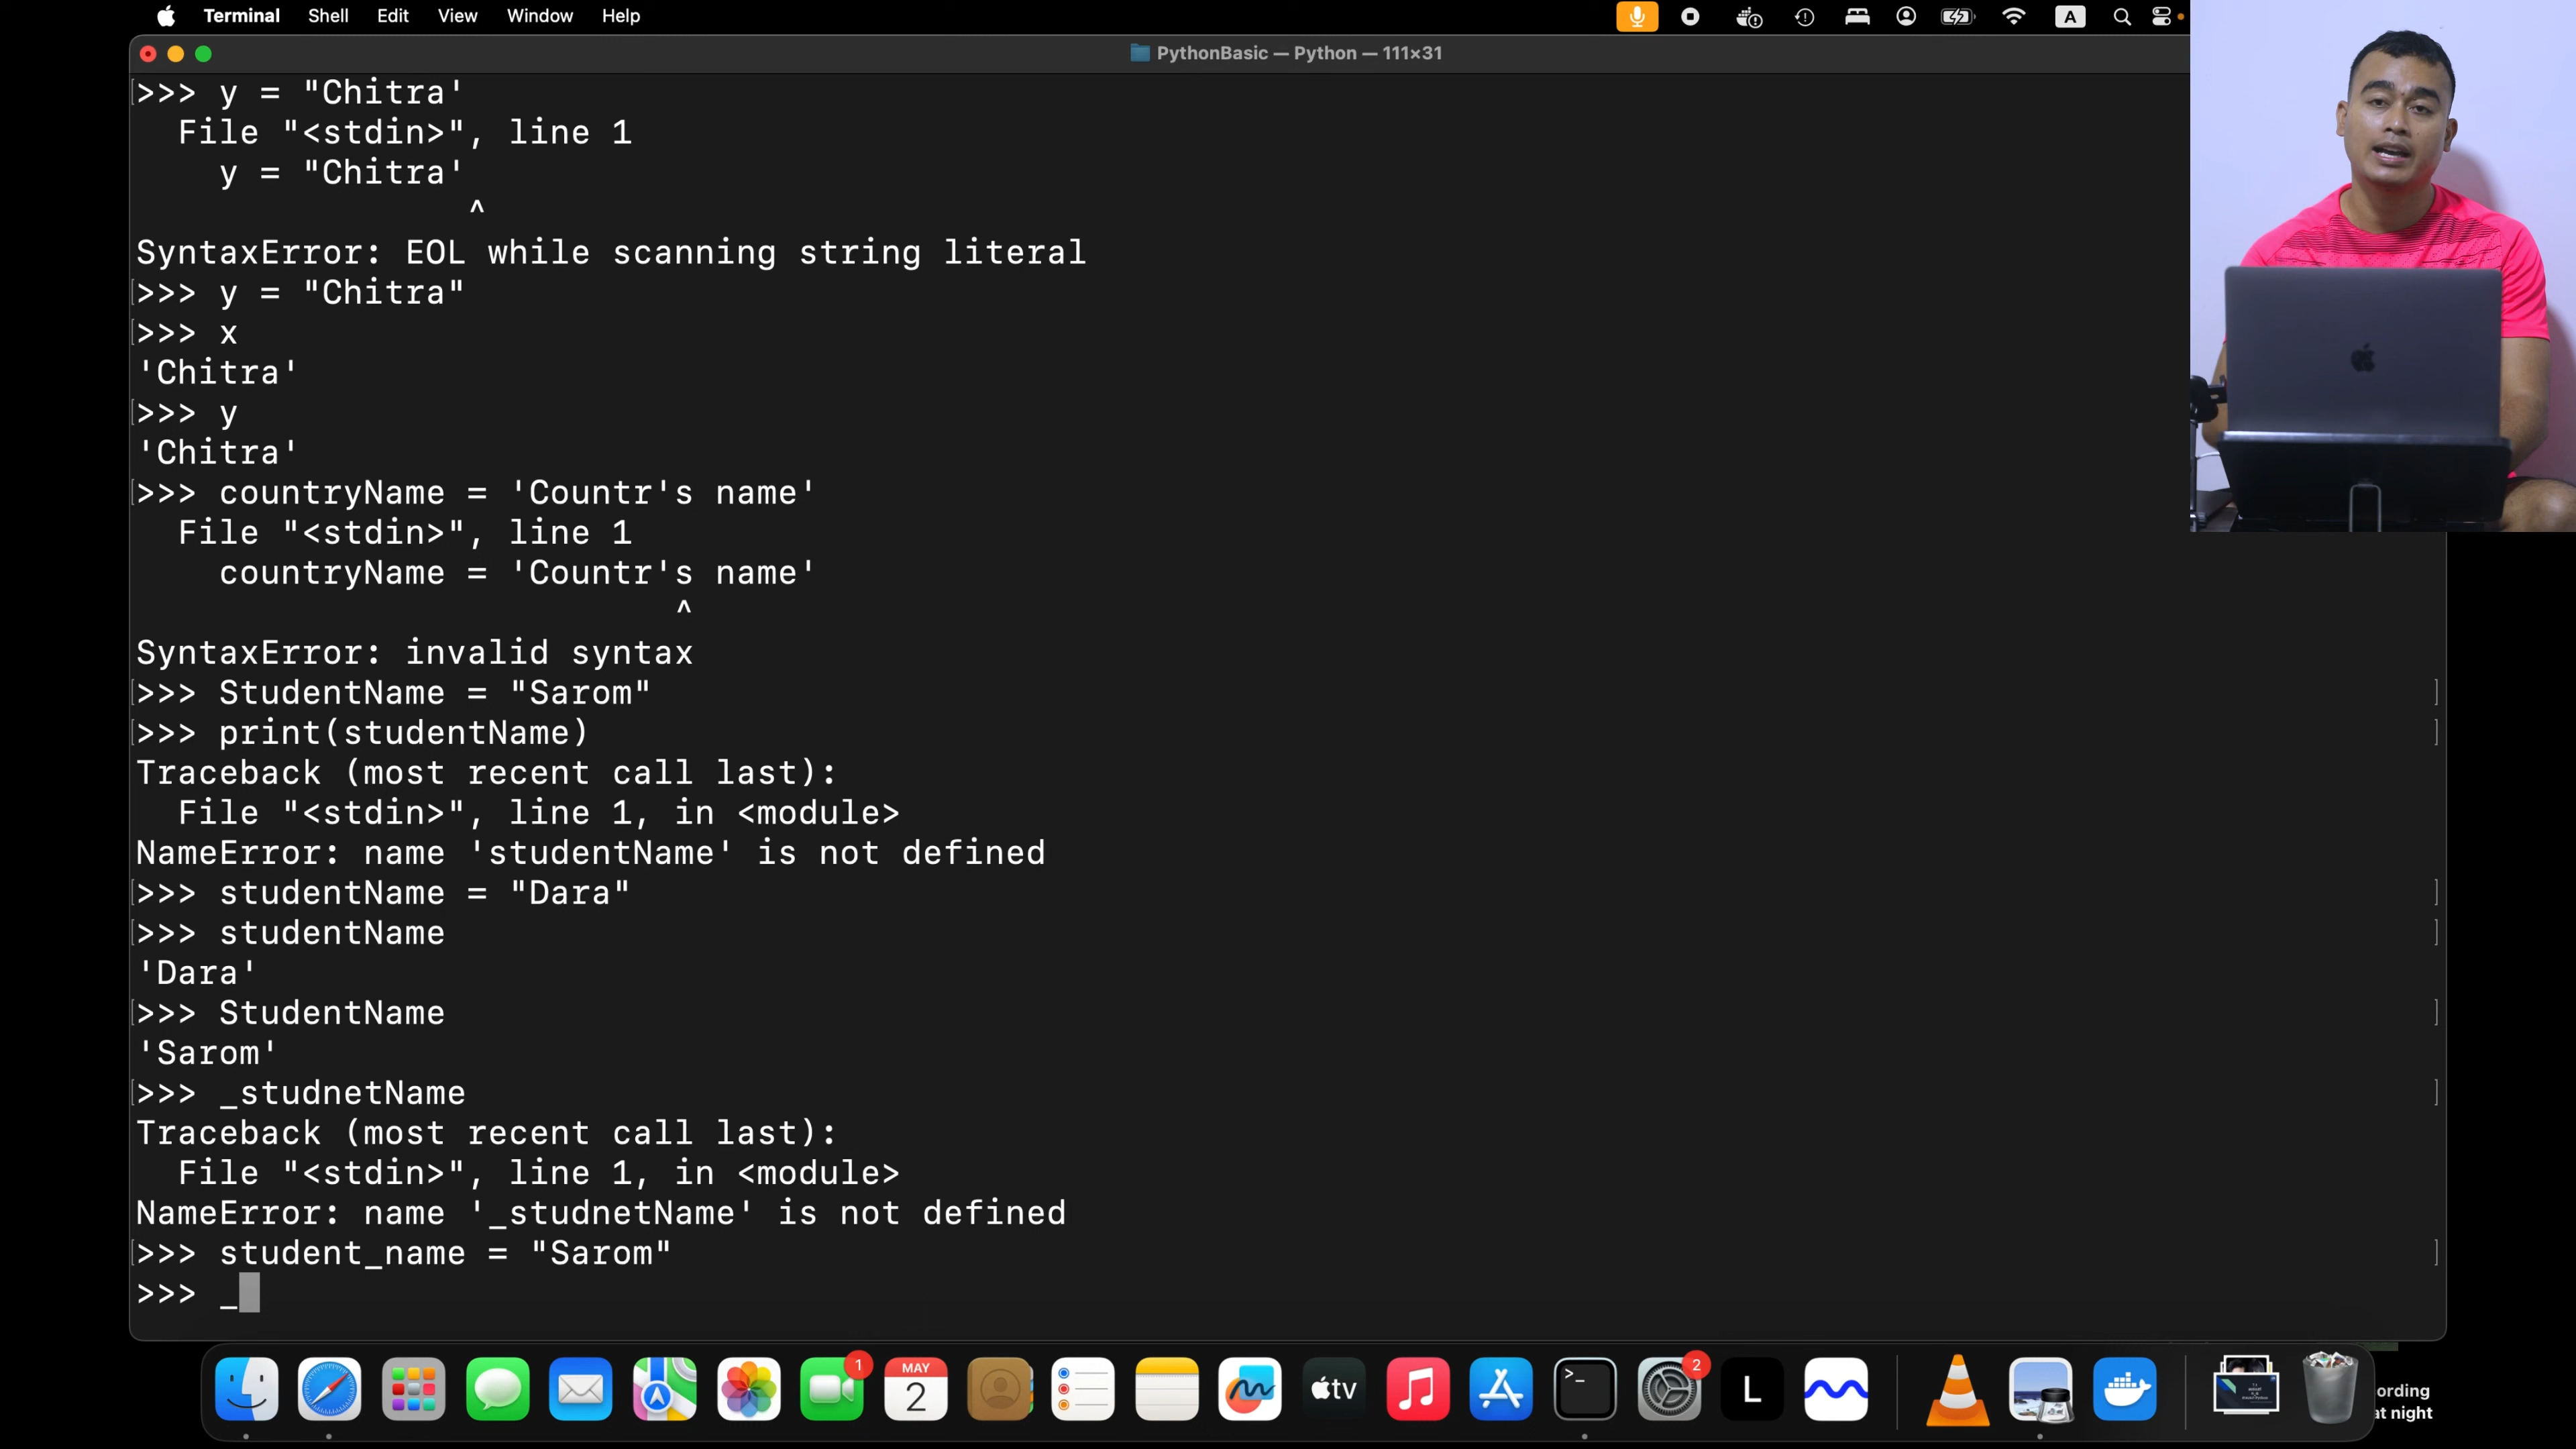 Terminal Shell Edit View Window Help
A
PythonBasic — Python — 111×31
>>> y = "Chitra'
File "<stdin>", line 1
y = "Chitra'
^
SyntaxError: EOL while scanning string literal
>>> y = "Chitra"
>>> x
'Chitra'
>>> y
'Chitra'
>>> countryName = 'Countr's name'
File "<stdin>", line 1
countryName = 'Countr's name'
^
SyntaxError: invalid syntax
>>> StudentName = "Sarom"
>>> print(studentName)
Traceback (most recent call last):
File "<stdin>", line 1, in <module>
NameError: name 'studentName' is not defined
>>> studentName = "Dara"
>>> studentName
'Dara'
>>> StudentName
'Sarom'
>>> _studnetName
Traceback (most recent call last):
File "<stdin>", line 1, in <module>
NameError: name '_studnetName' is not defined
>>> student_name = "Sarom"
>>> _
1
MAY
2
tv
>_
2
L
ording
at night